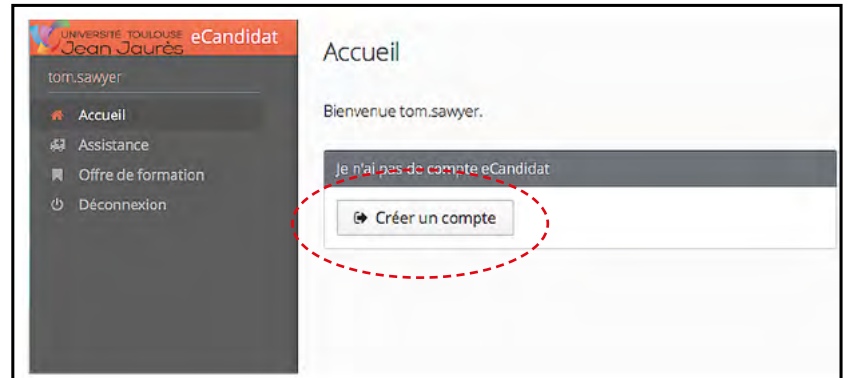 UNIVERSITÉ TOULOUSE
Jean Jaurès
eCandidat
tom.sawyer
Accueil
Assistance
Offre de formation
Déconnexion
Accueil
Bienvenue tom.sawyer.
Je n'ai pas de compte eCandidat
Créer un compte